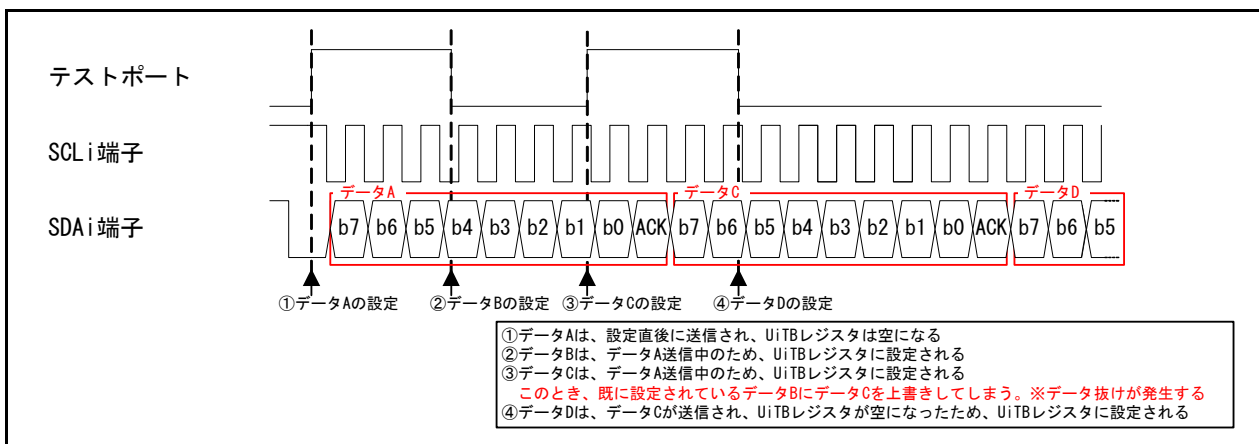 テストポート
SCLi端子
データA データC データD
SDAi端子 b7 b6 b5 b4 b3 b2 b1 b0 ACK b7 b6 b5 b4 b3 b2 b1 b0 ACK b7 b6 b5
①データAの設定 ②データBの設定 ③データCの設定 ④データDの設定
①データAは、設定直後に送信され、UiTBレジスタは空になる
②データBは、データA送信中のため、UiTBレジスタに設定される
③データCは、データA送信中のため、UiTBレジスタに設定される
このとき、既に設定されているデータBにデータCを上書きしてしまう。※データ抜けが発生する
④データDは、データCが送信され、UiTBレジスタが空になったため、UiTBレジスタに設定される